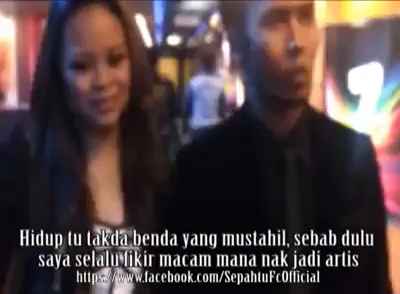 Hidup tu takda benda yang mustahil, sebab dulu
saya selalu fikir macam mana nak jadi artis
https://www.facebook.com/SepahtuFcOfficial